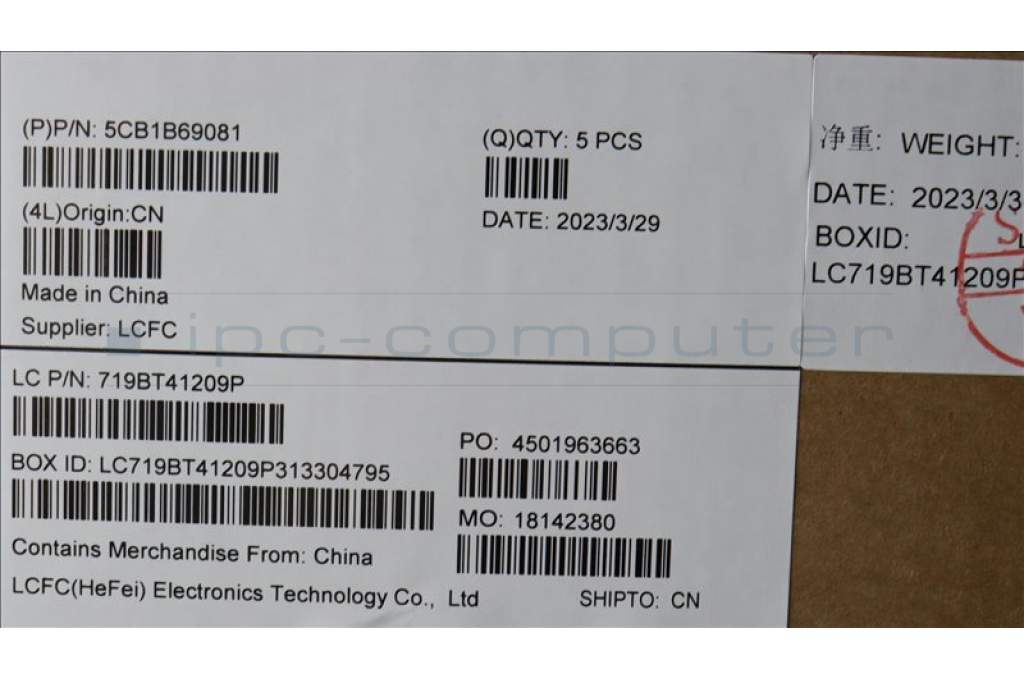 (P)P/N: 5CB1B69081
(Q)QTY: 5 PCS
(4L)Origin:CN
DATE: 2023/3/29
Made in China
Supplier: LCFC
净重: WEIGHT:
DATE: 2023/3/3
BOXID:
LC719BT41209P
ipc-computer
LC P/N: 719BT41209P
PO: 4501963663
BOX ID: LC719BT41209P313304795
MO: 18142380
Contains Merchandise From: China
LCFC(HeFei) Electronics Technology Co., Ltd
SHIPTO: CN